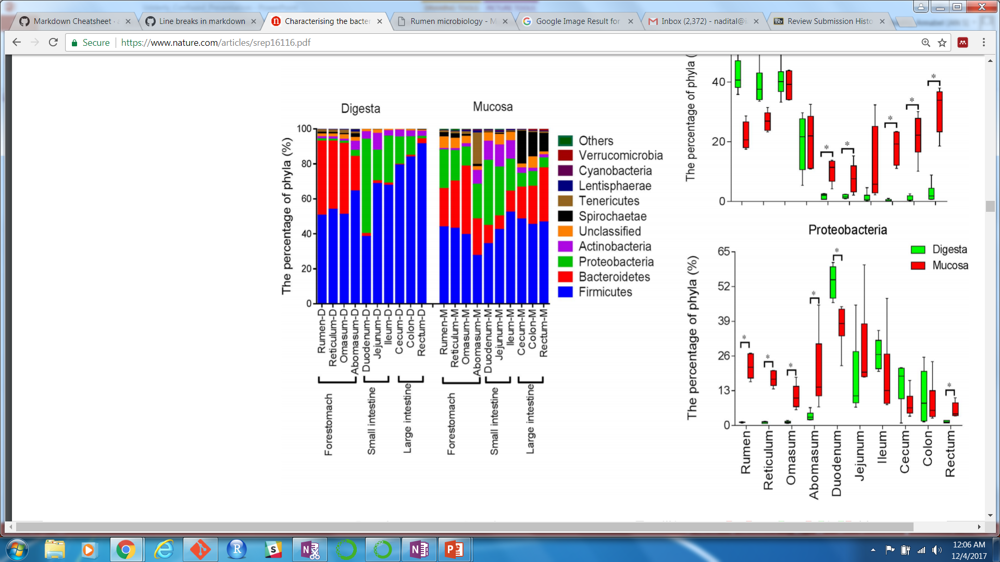 Markdown Cheatsheet ·
Line breaks in markdown
Characterising the bacter
Rumen microbiology - M
Google Image Result for
Inbox (2,372) - nadital@i
Review Submission Histo
Secure
https://www.nature.com/articles/srep16116.pdf
Digesta
Mucosa
The percentage of phyla (%)
100
80
60
40
20
0
Rumen-D
Reticulum-D
Omasum-D
Abomasum-D
Duodenum-D
Jejunum-D
Ileum-D
Cecum-D
Colon-D
Rectum-D
Rumen-M
Reticulum-M
Omasum-M
Abomasum-M
Duodenum-M
Jejunum-M
Ileum-M
Cecum-M
Colon-M
Rectum-M
Forestomach
Small intestine
Large intestine
Forestomach
Small intestine
Large intestine
Others
Verrucomicrobia
Cyanobacteria
Lentisphaerae
Tenericutes
Spirochaetae
Unclassified
Actinobacteria
Proteobacteria
Bacteroidetes
Firmicutes
The percentage of phyla (
40
20
0
* * * * *
Proteobacteria
Digesta
Mucosa
The percentage of phyla (%)
65
52
39
26
13
0
* * * * * *
Rumen
Reticulum
Omasum
Abomasum
Duodenum
Jejunum
Ileum
Cecum
Colon
Rectum
12:06 AM
12/4/2017